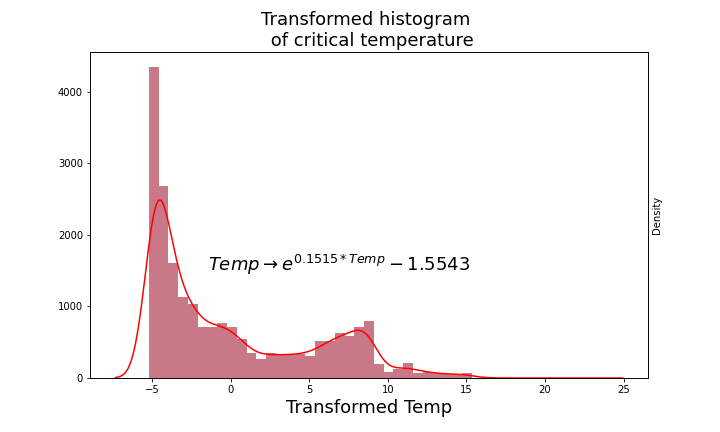 Transformed histogram
of critical temperature
4000
3000
2000
1000
0
Density
$Temp \rightarrow e^{0.1515*Temp} - 1.5543$
−5 0 5 10 15 20 25
Transformed Temp